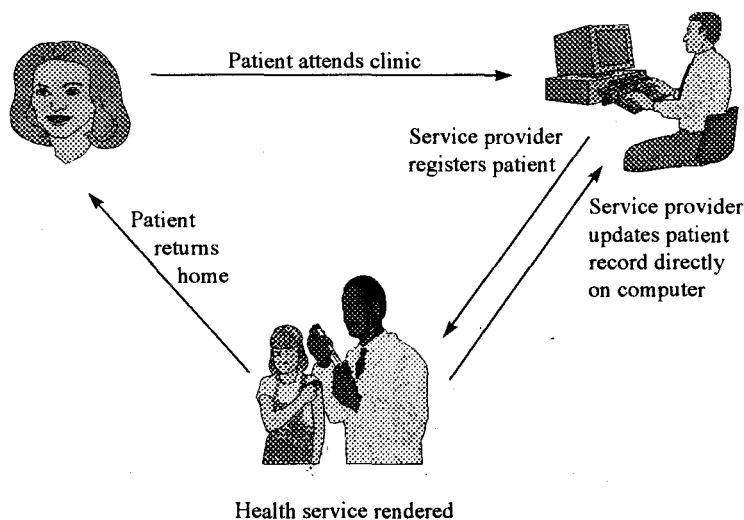 Patient attends clinic
Service provider
registers patient
Service provider
updates patient
record directly
on computer
Patient
returns
home
Health service rendered